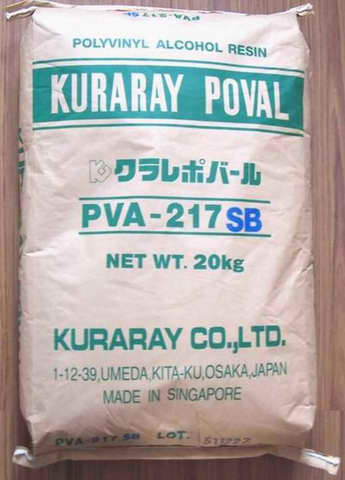 POLYVINYL ALCOHOL RESIN
KURARAY POVAL
クラレポバール
PVA-217 SB
NET WT. 20kg
KURARAY CO.,LTD.
1-12-39,UMEDA,KITA-KU,OSAKA,JAPAN
MADE IN SINGAPORE
PVA-217 SB LOT.